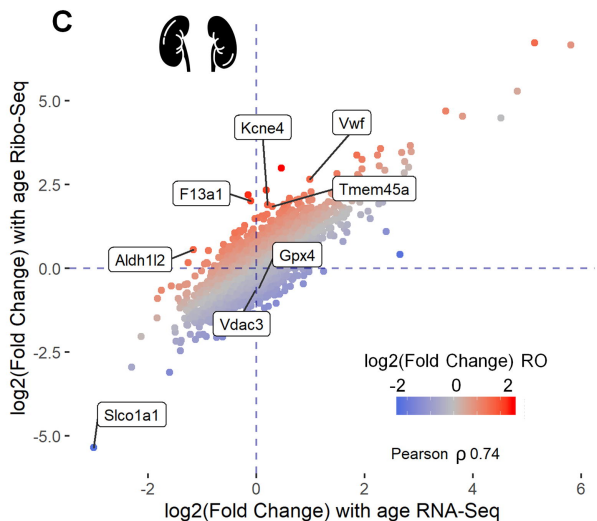 C
log2(Fold Change) with age Ribo-Seq
5.0
2.5
0.0
-2.5
-5.0
Kcne4
Vwf
F13a1
Tmem45a
Aldh1l2
Gpx4
Vdac3
Slco1a1
log2(Fold Change) RO
-2 0 2
Pearson ρ 0.74
-2 0 2 4 6
log2(Fold Change) with age RNA-Seq